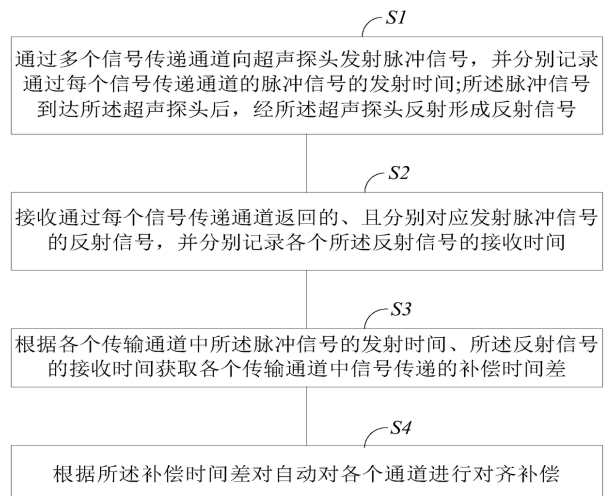 S1
通过多个信号传递通道向超声探头发射脉冲信号，并分别记录
通过每个信号传递通道的脉冲信号的发射时间;所述脉冲信号
到达所述超声探头后，经所述超声探头反射形成反射信号
S2
接收通过每个信号传递通道返回的、且分别对应发射脉冲信号
的反射信号，并分别记录各个所述反射信号的接收时间
S3
根据各个传输通道中所述脉冲信号的发射时间、所述反射信号
的接收时间获取各个传输通道中信号传递的补偿时间差
S4
根据所述补偿时间差对自动对各个通道进行对齐补偿